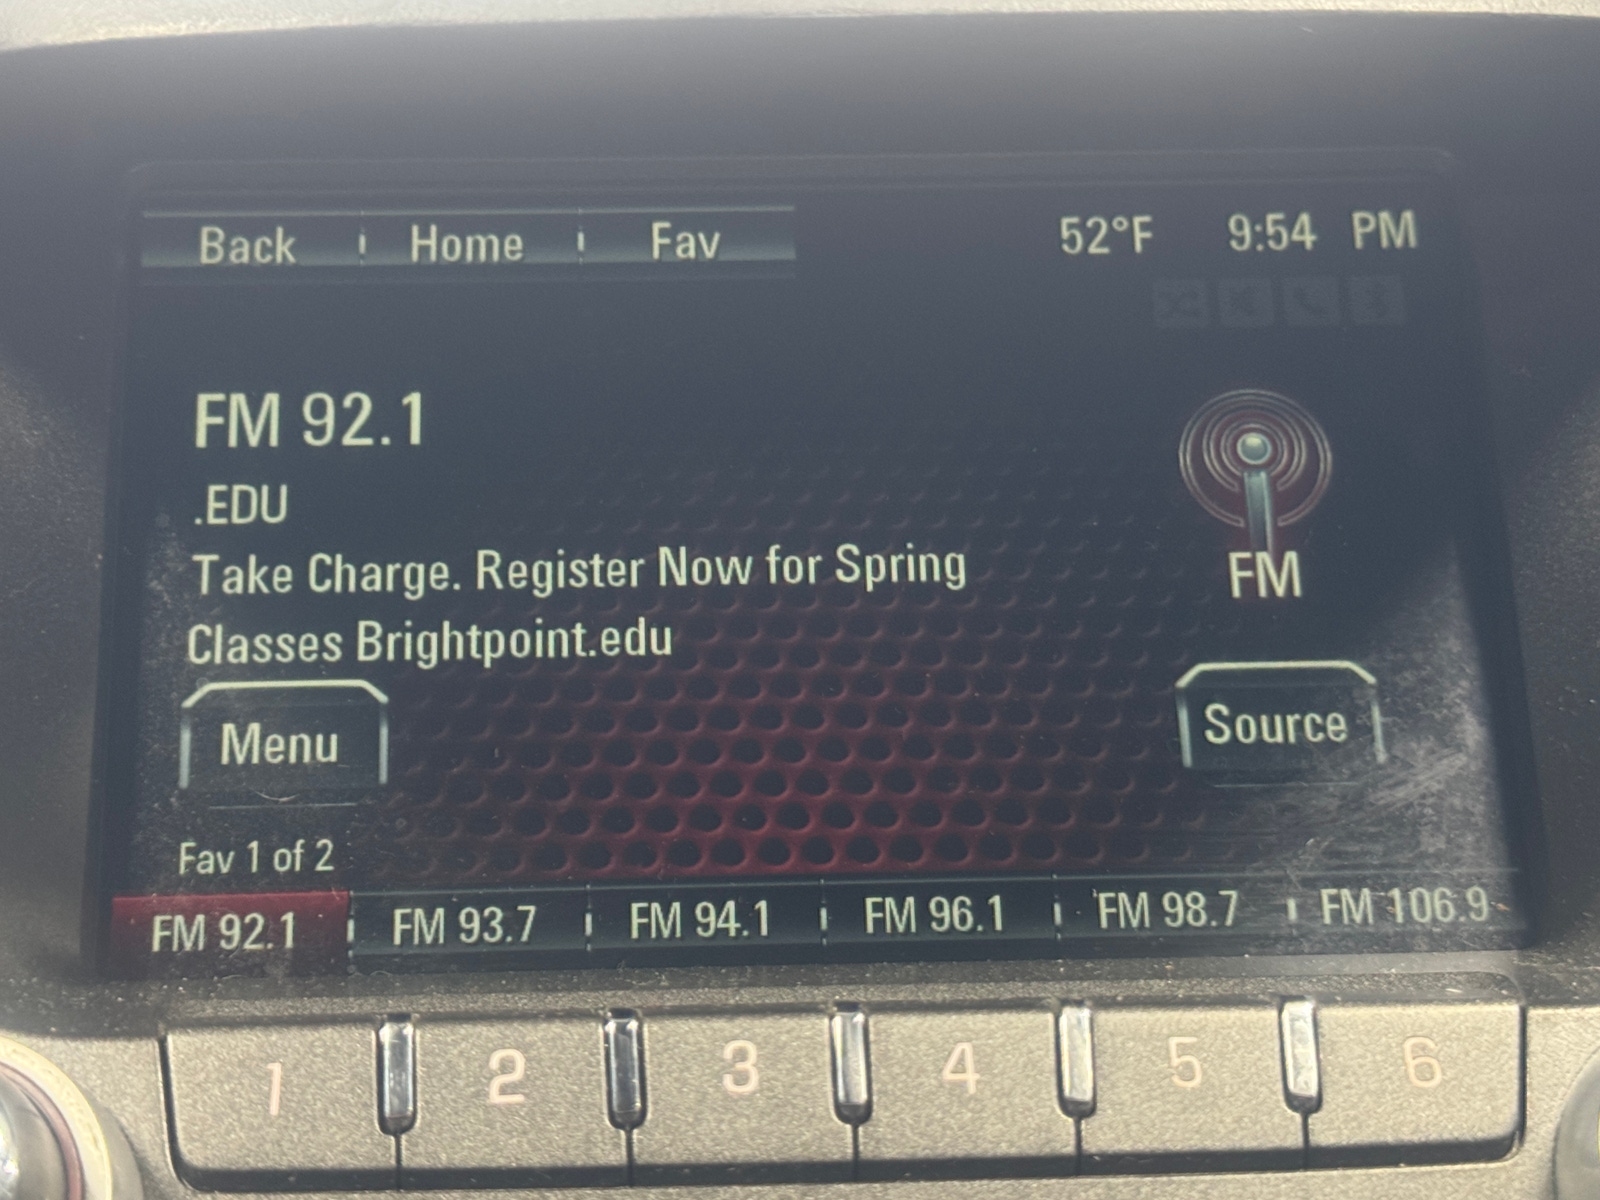 Back Home Fav 52°F 9:54 PM
FM 92.1
.EDU
Take Charge. Register Now for Spring
Classes Brightpoint.edu
FM
Menu
Source
Fav 1 of 2
FM 92.1 FM 93.7 FM 94.1 FM 96.1 FM 98.7 FM 106.9
1 2 3 4 5 6